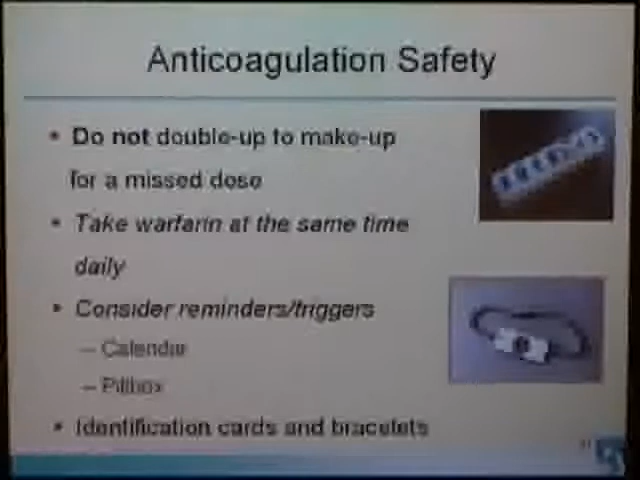 Anticoagulation Safety
• Do not double-up to make-up
for a missed dose
• Take warfarin at the same time
daily
• Consider reminders/triggers
– Calendar
– Pillbox
• Identification cards and bracelets